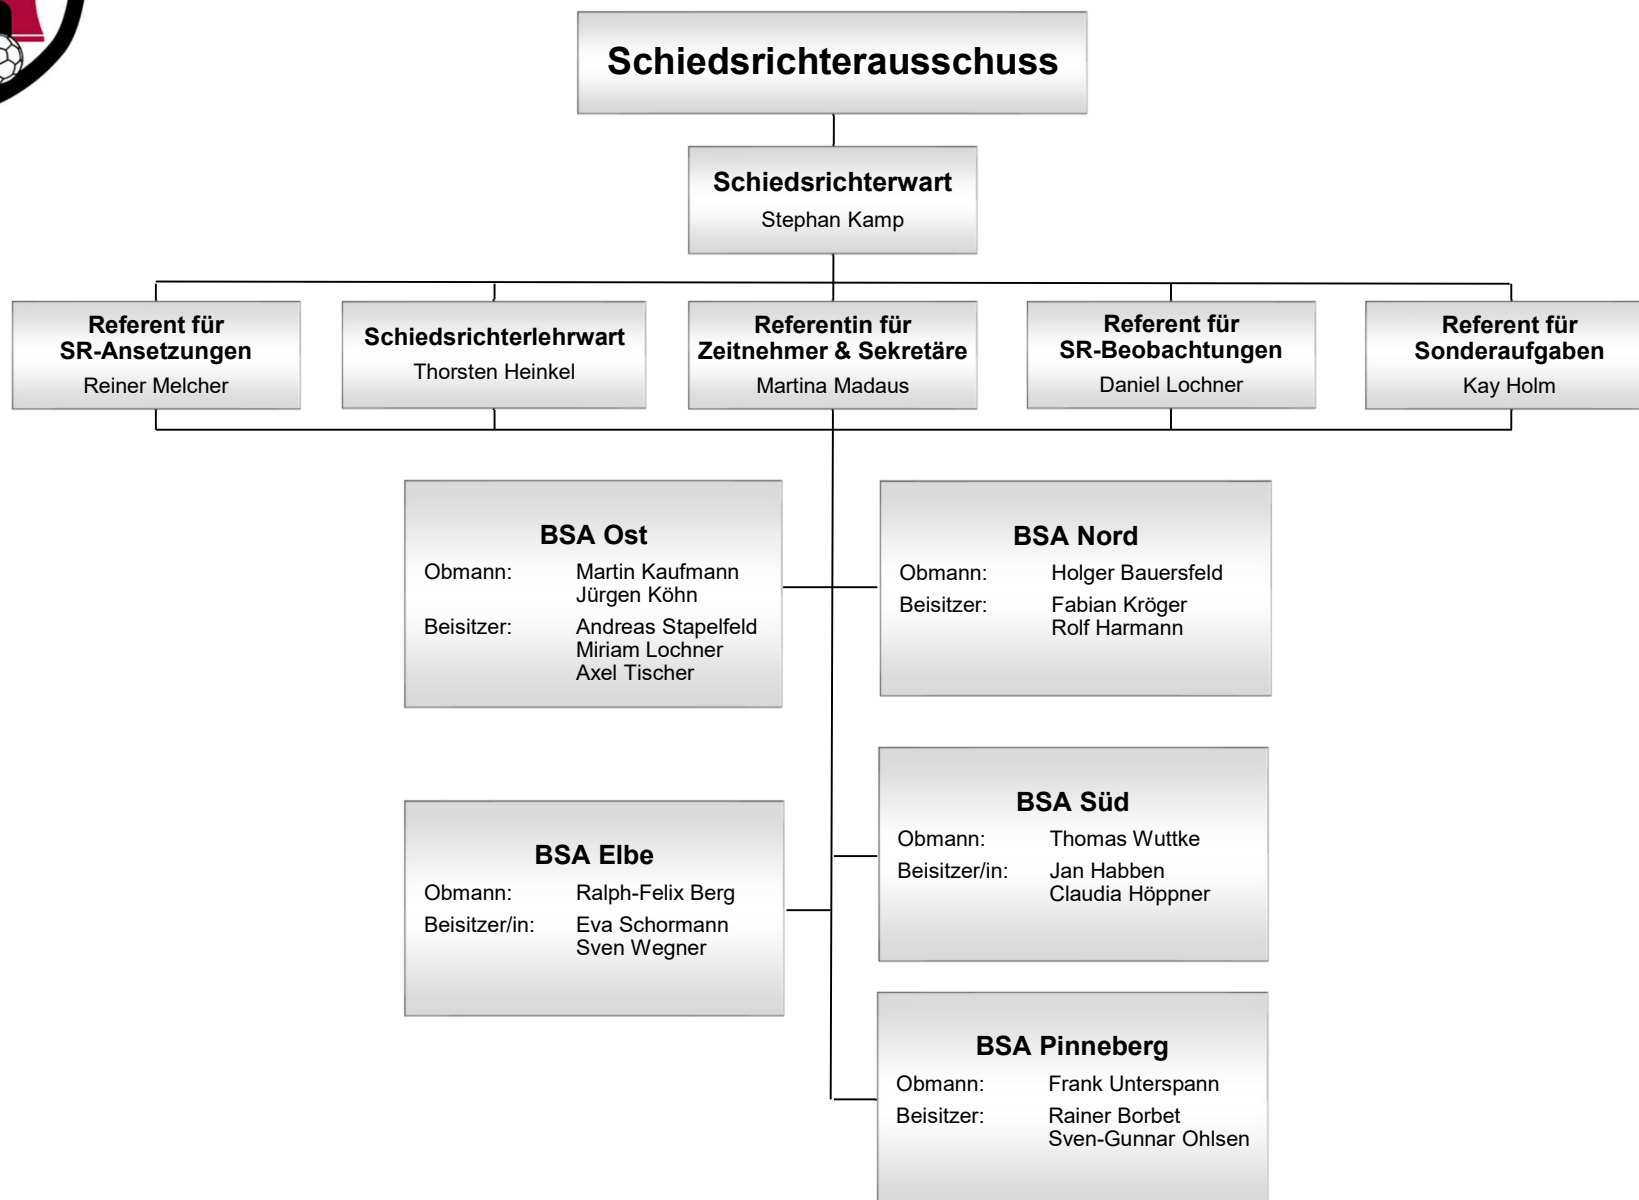 Schiedsrichterausschuss
Schiedsrichterwart
Stephan Kamp
Referent für
SR-Ansetzungen
Reiner Melcher
Schiedsrichterlehrwart
Thorsten Heinkel
Referentin für
Zeitnehmer & Sekretäre
Martina Madaus
Referent für
SR-Beobachtungen
Daniel Lochner
Referent für
Sonderaufgaben
Kay Holm
BSA Ost
Obmann: Martin Kaufmann
Jürgen Köhn
Beisitzer: Andreas Stapelfeld
Miriam Lochner
Axel Tischer
BSA Nord
Obmann: Holger Bauersfeld
Beisitzer: Fabian Kröger
Rolf Harmann
BSA Elbe
Obmann: Ralph-Felix Berg
Beisitzer/in: Eva Schormann
Sven Wegner
BSA Süd
Obmann: Thomas Wuttke
Beisitzer/in: Jan Habben
Claudia Höppner
BSA Pinneberg
Obmann: Frank Unterspann
Beisitzer: Rainer Borbet
Sven-Gunnar Ohlsen